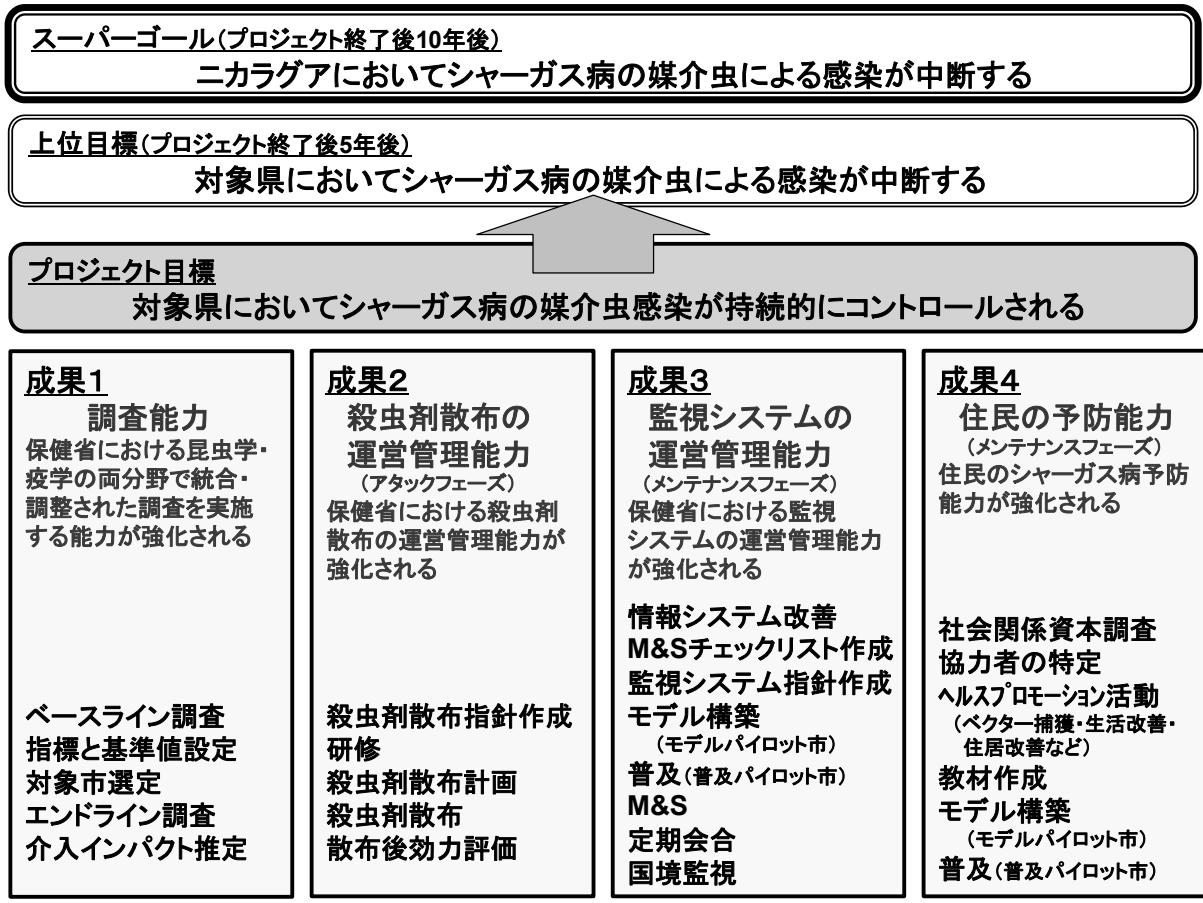 スーパーゴール(プロジェクト終了後10年後)
ニカラグアにおいてシャーガス病の媒介虫による感染が中断する
上位目標(プロジェクト終了後5年後)
対象県においてシャーガス病の媒介虫による感染が中断する
プロジェクト目標
対象県においてシャーガス病の媒介虫感染が持続的にコントロールされる
成果1
調査能力
保健省における昆虫学・
疫学の両分野で統合・
調整された調査を実施
する能力が強化される
ベースライン調査
指標と基準値設定
対象市選定
エンドライン調査
介入インパクト推定
成果2
殺虫剤散布の
運営管理能力
(アタックフェーズ)
保健省における殺虫剤
散布の運営管理能力が
強化される
殺虫剤散布指針作成
研修
殺虫剤散布計画
殺虫剤散布
散布後効力評価
成果3
監視システムの
運営管理能力
(メンテナンスフェーズ)
保健省における監視
システムの運営管理能力
が強化される
情報システム改善
M&Sチェックリスト作成
監視システム指針作成
モデル構築
(モデルパイロット市)
普及(普及パイロット市)
M&S
定期会合
国境監視
成果4
住民の予防能力
(メンテナンスフェーズ)
住民のシャーガス病予防
能力が強化される
社会関係資本調査
協力者の特定
ヘルスプロモーション活動
(ベクター捕獲・生活改善・
住居改善など)
教材作成
モデル構築
(モデルパイロット市)
普及(普及パイロット市)